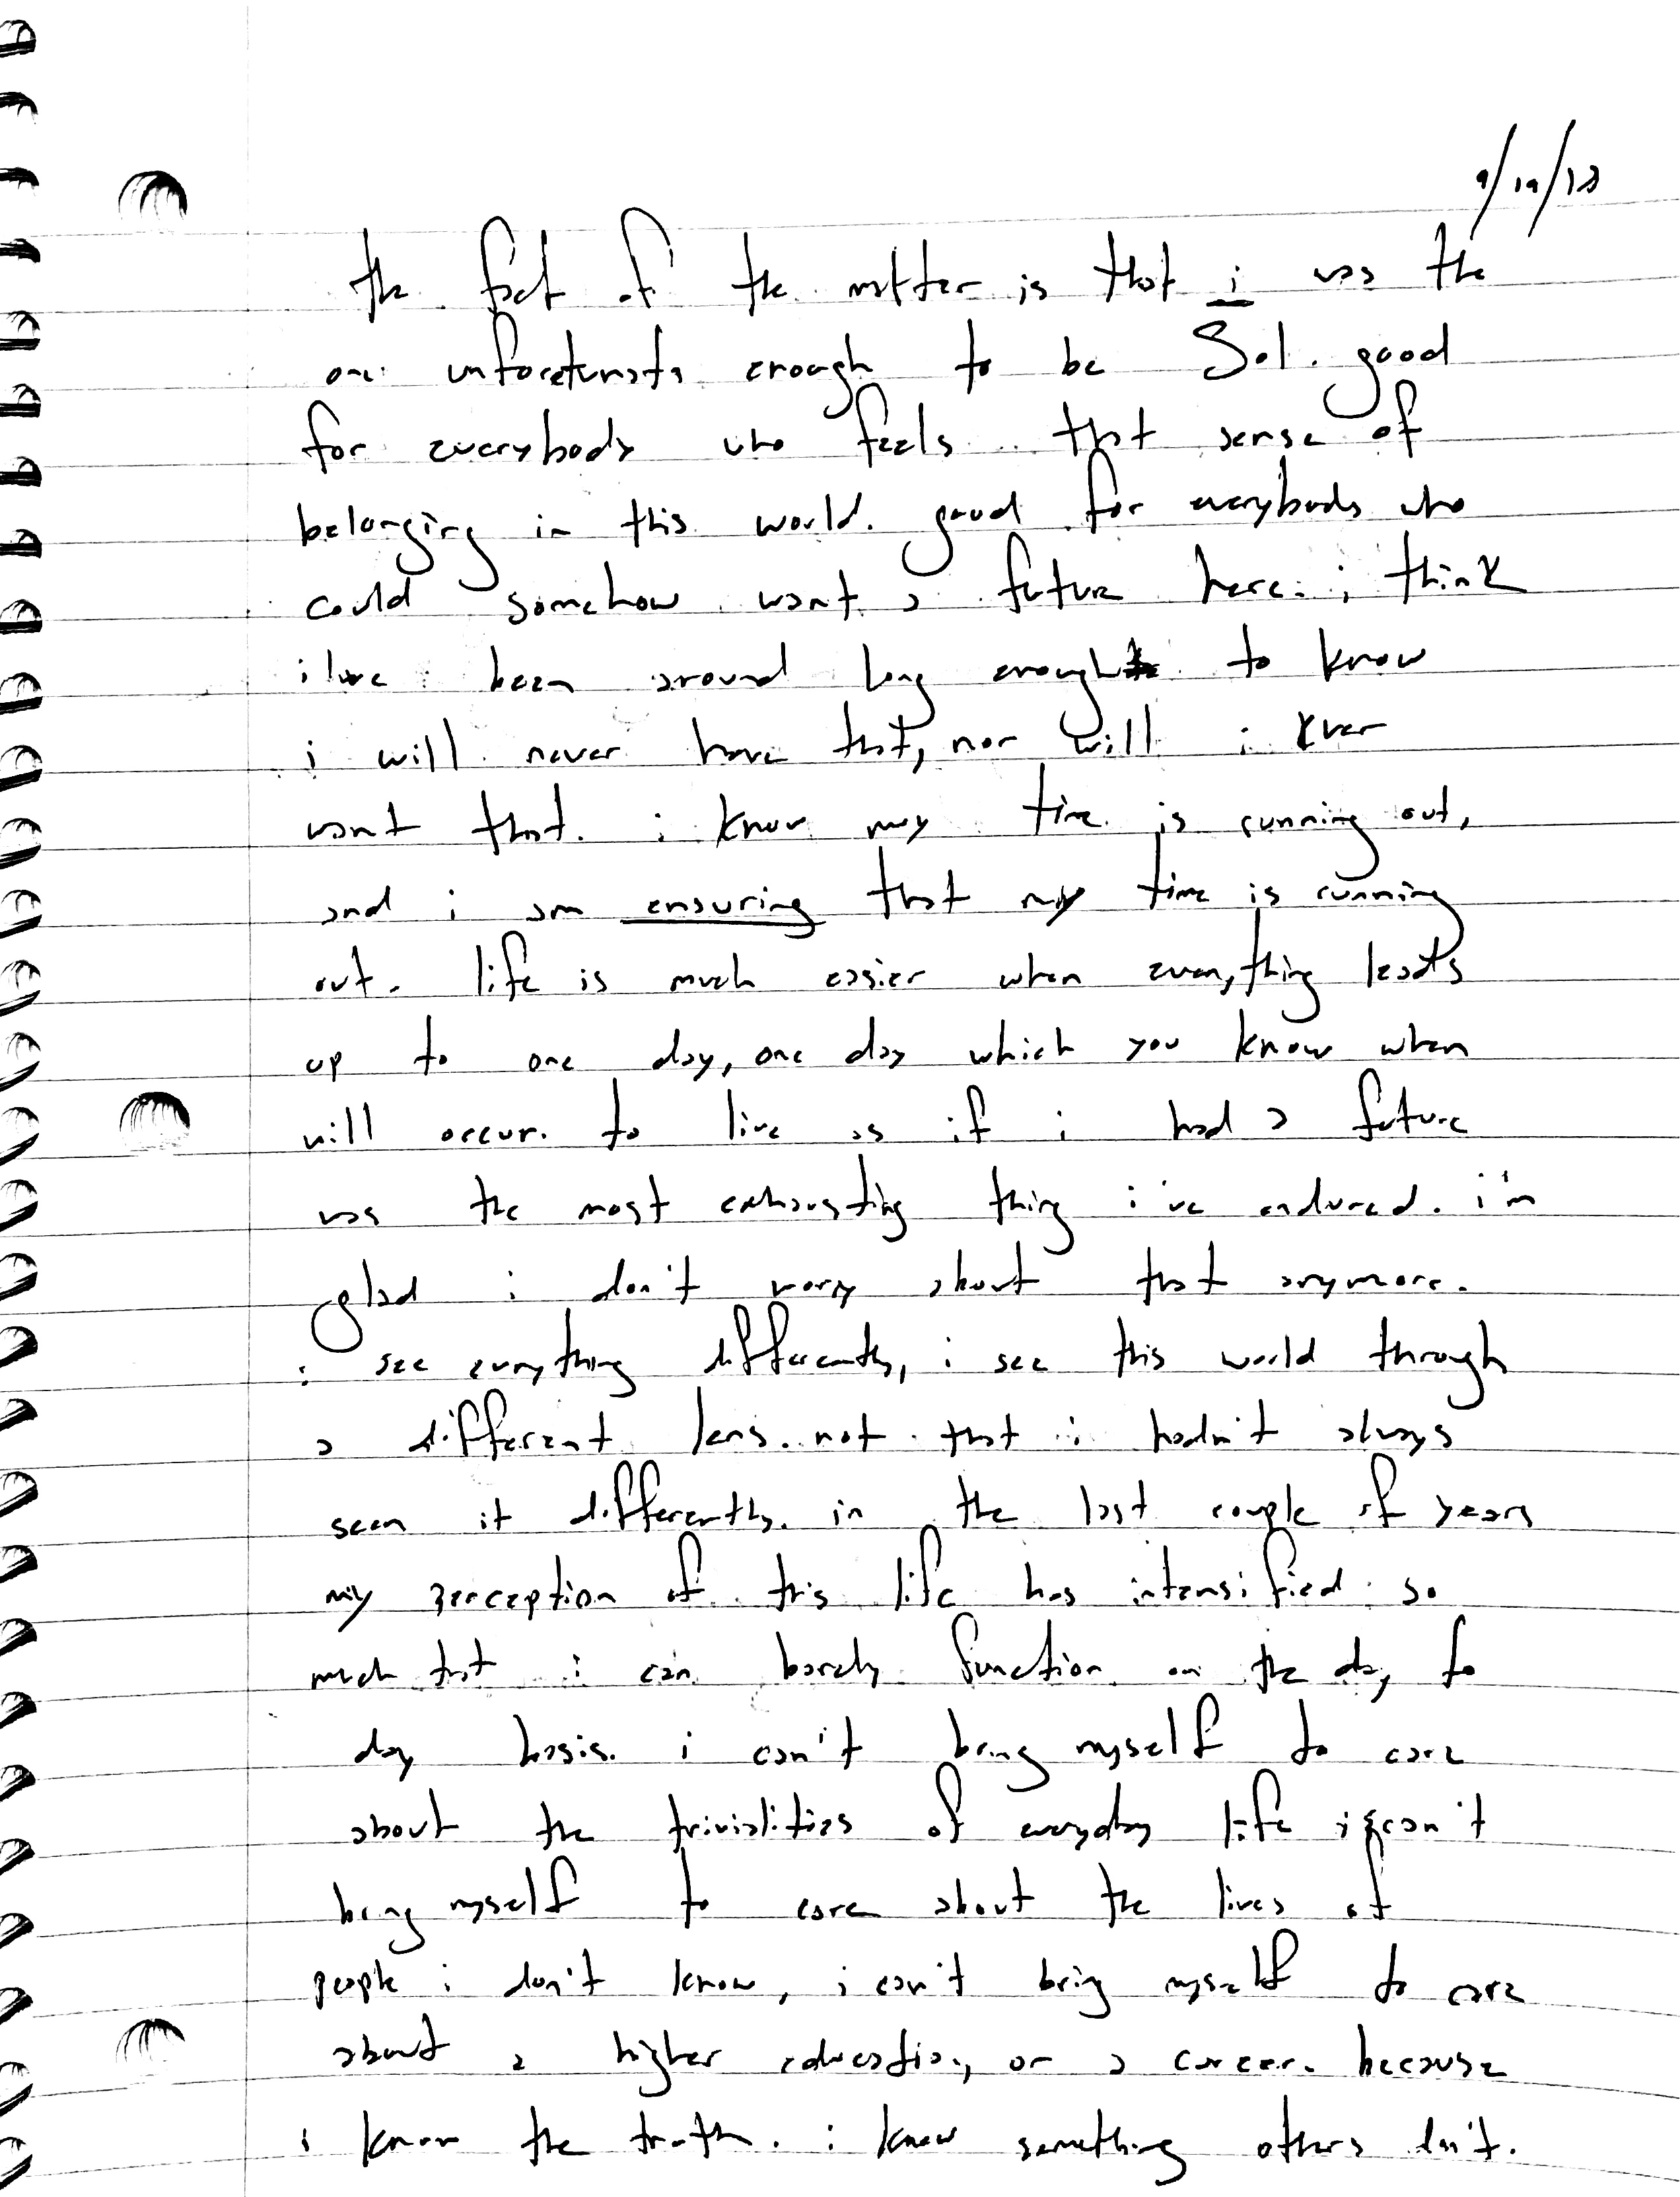 9/19/18
the fact of the matter is that i was the
one unforetunate enough to be Sol. good
for everybody who feels that sense of
belonging in this world. good for everybody who
could somehow want a future here. i think
i have been around long enough to know
i will never have that, nor will i ever
want that. i know my time is running out,
and i am ensuring that my time is running
out. life is much easier when everything leads
up to one day, one day which you know when
will occur. to live as if i had a future
was the most exhausting thing i've endured. i'm
glad i don't worry about that anymore.
i see everything differently, i see this world through
a different lens. not that i hadn't always
seen it differently. in the last couple of years
my perception of this life has intensified so
much that i can barely function on the day to
day basis. i can't bring myself to care
about the trivialities of everyday life i can't
bring myself to care about the lives of
people i don't know, i can't bring myself to care
about a higher education, or a career. because
i know the truth. i know something others don't.